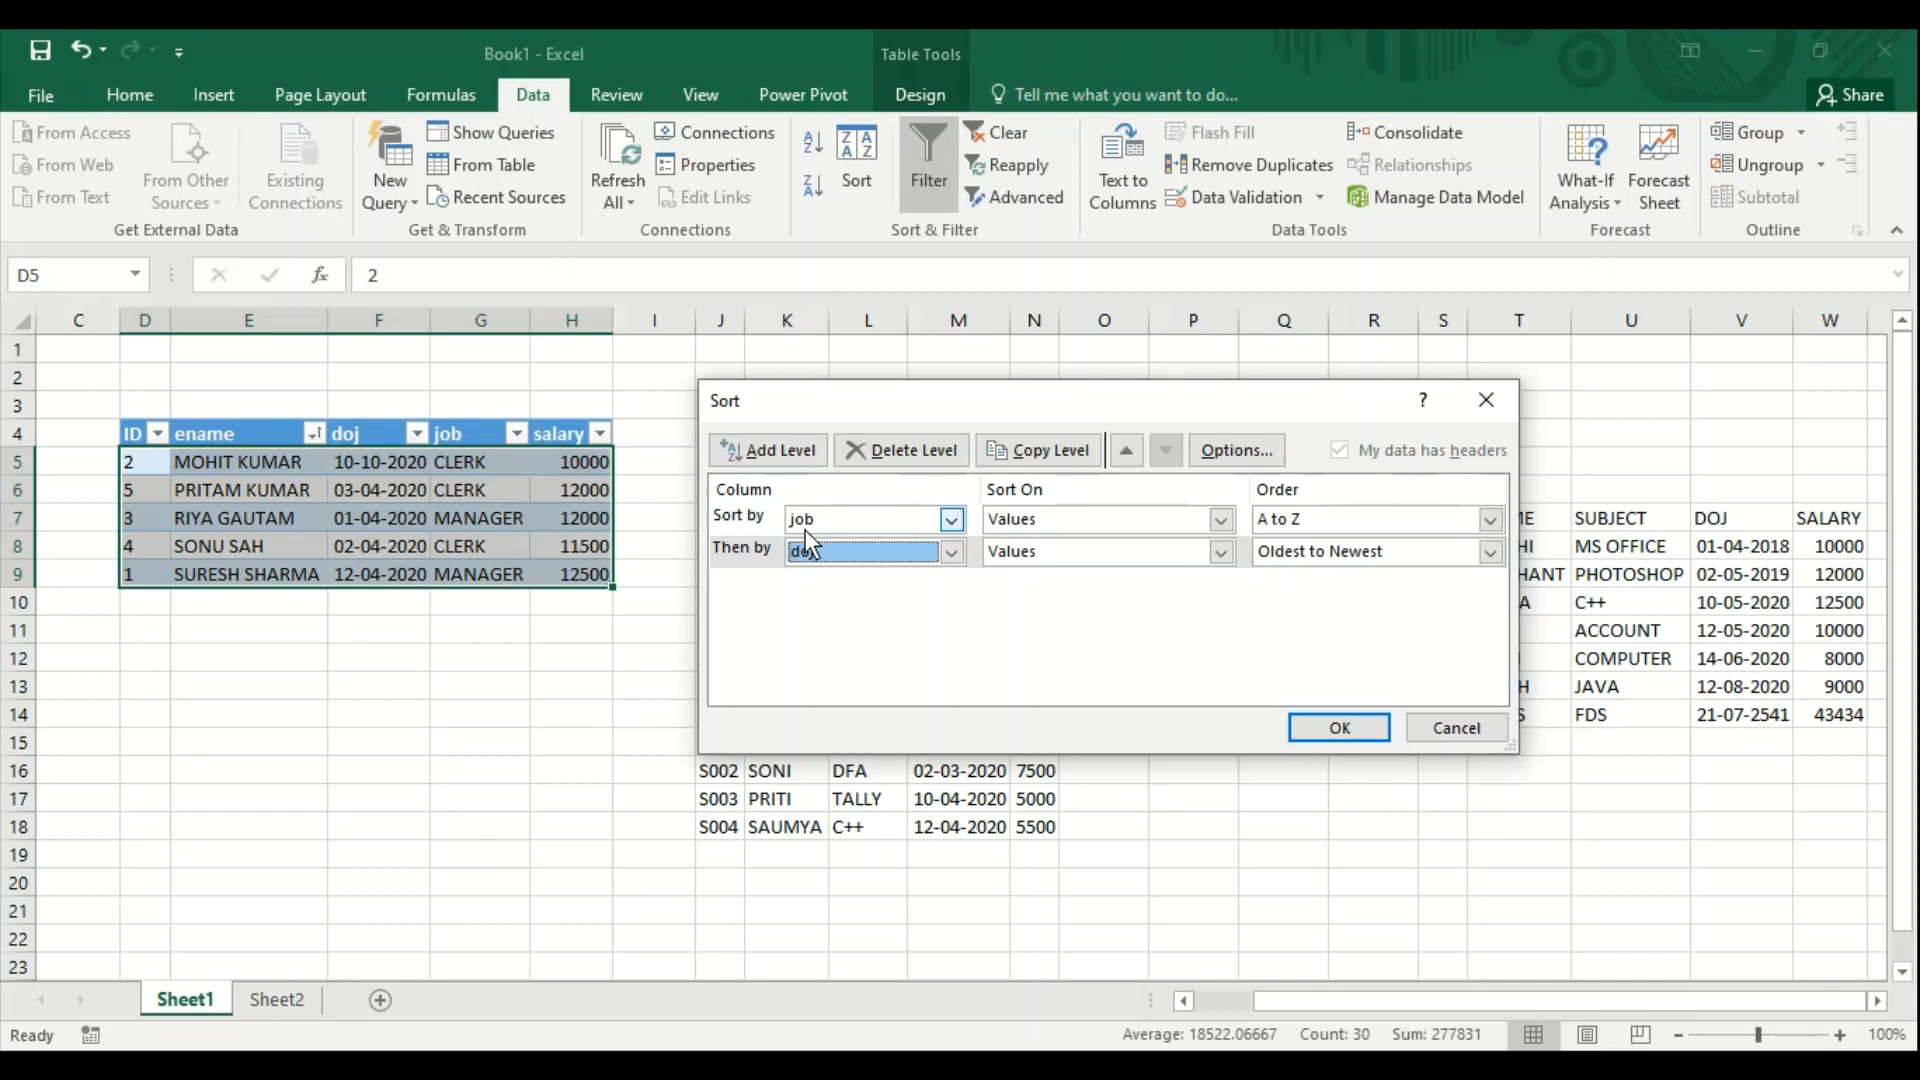 Book1 - Excel
Table Tools
File Home Insert Page Layout Formulas Data Review View Power Pivot Design Tell me what you want to do... Share
From Access
From Web
From Text
From Other Sources
Existing Connections
Get External Data
New Query
Show Queries
From Table
Recent Sources
Get & Transform
Refresh All
Connections
Properties
Edit Links
Connections
Sort
Filter
Clear
Reapply
Advanced
Sort & Filter
Text to Columns
Flash Fill
Remove Duplicates
Data Validation
Consolidate
Relationships
Manage Data Model
Data Tools
What-If Analysis
Forecast Sheet
Forecast
Group
Ungroup
Subtotal
Outline
D5 fx 2
C D E F G H I J K L M N O P Q R S T U V W
1
2
3
4 ID ename doj job salary
5 2 MOHIT KUMAR 10-10-2020 CLERK 10000
6 5 PRITAM KUMAR 03-04-2020 CLERK 12000
7 3 RIYA GAUTAM 01-04-2020 MANAGER 12000
8 4 SONU SAH 02-04-2020 CLERK 11500
9 1 SURESH SHARMA 12-04-2020 MANAGER 12500
10
11
12
13
14
15
16 S002 SONI DFA 02-03-2020 7500
17 S003 PRITI TALLY 10-04-2020 5000
18 S004 SAUMYA C++ 12-04-2020 5500
19
20
21
22
23
Sort ?
Add Level Delete Level Copy Level Options... My data has headers
Column Sort On Order
Sort by job Values A to Z
Then by Values Oldest to Newest
OK Cancel
SUBJECT DOJ SALARY
MS OFFICE 01-04-2018 10000
PHOTOSHOP 02-05-2019 12000
C++ 10-05-2020 12500
ACCOUNT 12-05-2020 10000
COMPUTER 14-06-2020 8000
JAVA 12-08-2020 9000
FDS 21-07-2541 43434
Sheet1 Sheet2
Ready Average: 18522.06667 Count: 30 Sum: 277831 100%